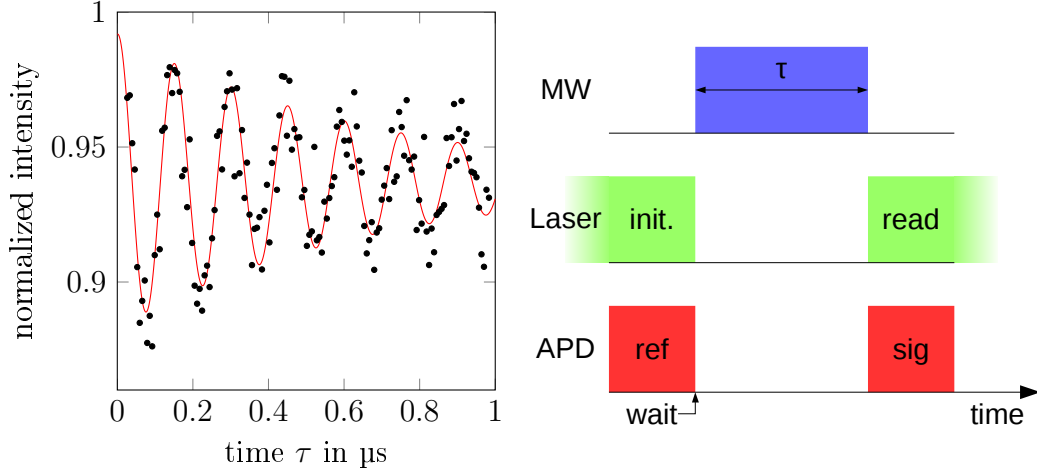 1
0.95
0.9
normalized intensity
0 0.2 0.4 0.6 0.8 1
time τ in µs
MW
τ
Laser
init.
read
APD
ref
sig
wait
time